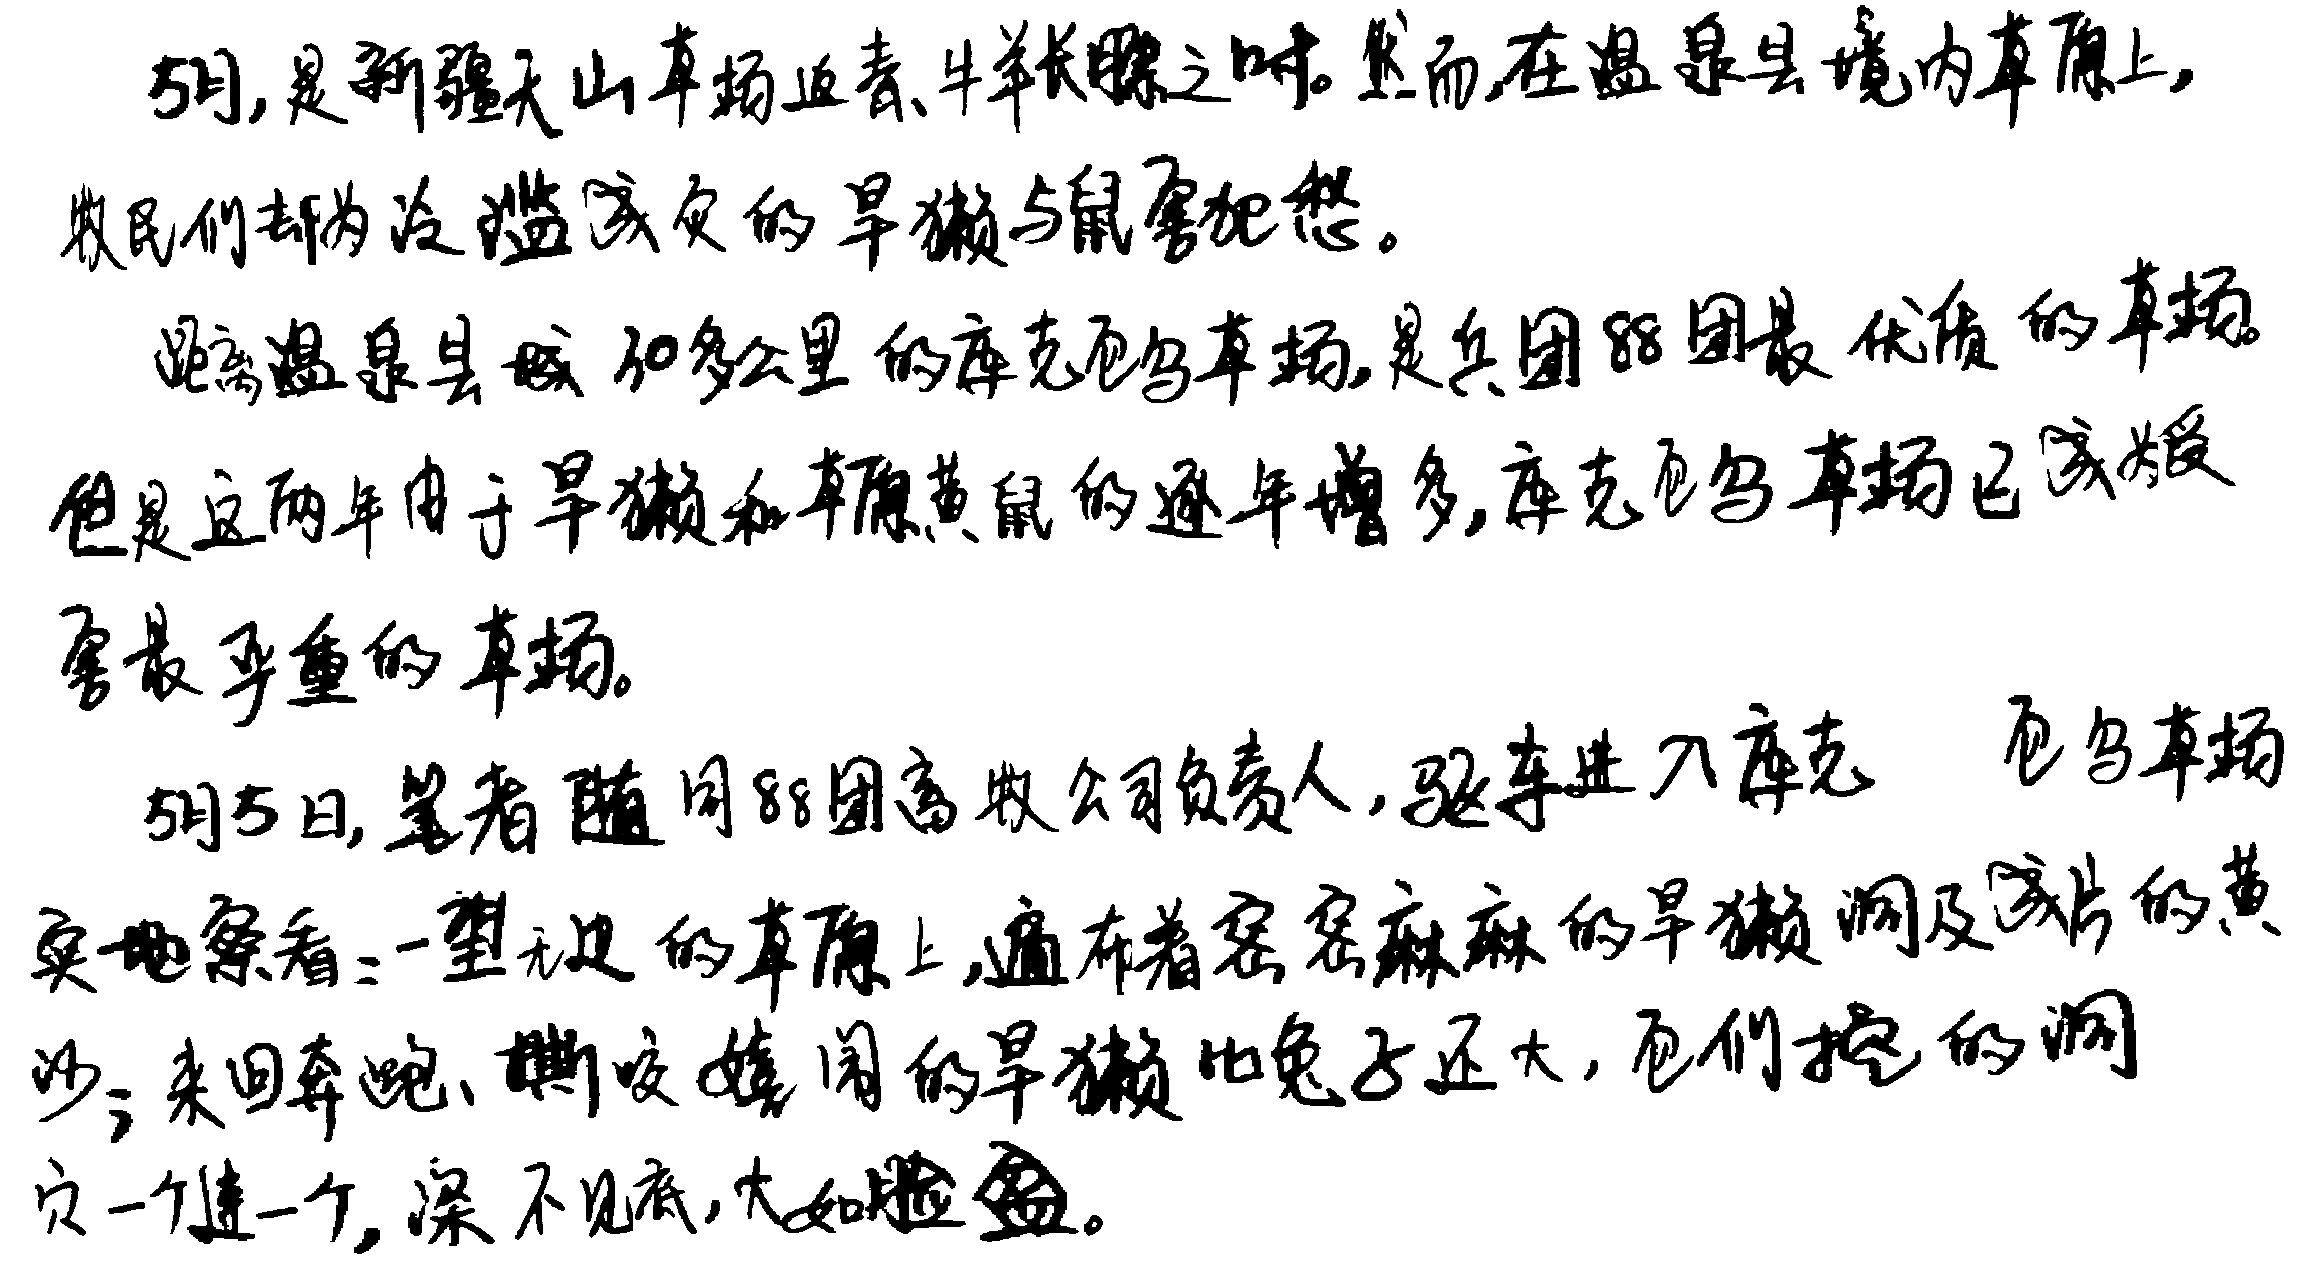 5月,是新疆天山草场返青、牛羊长膘之时。然而,在温泉县境内草原上,
牧民们却为泛滥成灾的旱獭与鼠害犯愁。
距离温泉县城50多公里的库克它乌草场,是兵团88团最优质的草场。
但是这两年由于旱獭和草原黄鼠的逐年增多,库克它乌草场已成为受
害最严重的草场。
5月5日,笔者随同88团畜牧公司负责人,驱车进入库克它乌草场
实地察看:一望无边的草原上,遍布着密密麻麻的旱獭洞及成片的黄
沙;来回奔跑、撕咬嬉闹的旱獭比兔子还大,它们挖的洞
穴一个连一个,深不见底,大如脸盆。